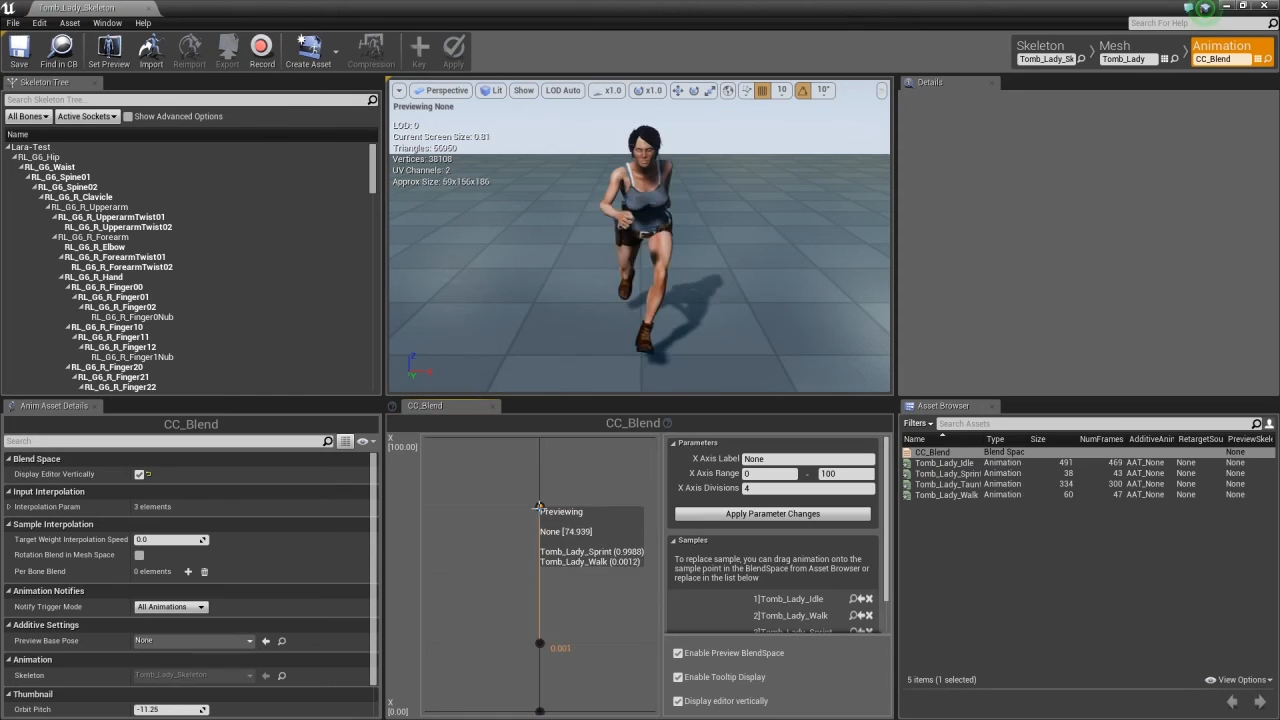 Tomb_Lady_Skeleton
File Edit Asset Window Help
Search For Help
Save Find in CB Set Preview Import Reimport Export Record Create Asset Compression Key Apply
Skeleton Mesh Animation
Tomb_Lady_Sk Tomb_Lady CC_Blend
Skeleton Tree
Search Skeleton Tree...
All Bones Active Sockets Show Advanced Options
Name
Lara-Test
RL_G6_Hip
RL_G6_Waist
RL_G6_Spine01
RL_G6_Spine02
RL_G6_R_Clavicle
RL_G6_R_Upperarm
RL_G6_R_UpperarmTwist01
RL_G6_R_UpperarmTwist02
RL_G6_R_Forearm
RL_G6_R_Elbow
RL_G6_R_ForearmTwist01
RL_G6_R_ForearmTwist02
RL_G6_R_Hand
RL_G6_R_Finger00
RL_G6_R_Finger01
RL_G6_R_Finger02
RL_G6_R_Finger0Nub
RL_G6_R_Finger10
RL_G6_R_Finger11
RL_G6_R_Finger12
RL_G6_R_Finger1Nub
RL_G6_R_Finger20
RL_G6_R_Finger21
RL_G6_R_Finger22
Perspective Lit Show LOD Auto x1.0 x1.0 10 10°
Previewing None
LOD: 0
Current Screen Size: 0.81
Triangles: 56050
Vertices: 38108
UV Channels: 2
Approx Size: 59x156x186
Z
Y
Details
Anim Asset Details
CC_Blend
Search
Blend Space
Display Editor Vertically
Input Interpolation
Interpolation Param 3 elements
Sample Interpolation
Target Weight Interpolation Speed 0.0
Rotation Blend in Mesh Space
Per Bone Blend 0 elements
Animation Notifies
Notify Trigger Mode All Animations
Additive Settings
Preview Base Pose None
Animation
Skeleton Tomb_Lady_Skeleton
Thumbnail
Orbit Pitch -11.25
CC_Blend
CC_Blend
X
[100.00]
Previewing
None [74.939]
Tomb_Lady_Sprint (0.9988)
Tomb_Lady_Walk (0.0012)
0.001
X
[0.00]
Parameters
X Axis Label None
X Axis Range 0 - 100
X Axis Divisions 4
Apply Parameter Changes
Samples
To replace sample, you can drag animation onto the
sample point in the BlendSpace from Asset Browser or
replace in the list below
1]Tomb_Lady_Idle
2]Tomb_Lady_Walk
3]Tomb_Lady_Sprint
Enable Preview BlendSpace
Enable Tooltip Display
Display editor vertically
Asset Browser
Filters Search Assets
Name Type Size NumFrames AdditiveAnin RetargetSou PreviewSkele
CC_Blend Blend Spac None
Tomb_Lady_Idle Animation 491 469 AAT_None None None
Tomb_Lady_Sprin Animation 38 43 AAT_None None None
Tomb_Lady_Taun Animation 334 300 AAT_None None None
Tomb_Lady_Walk Animation 60 47 AAT_None None None
5 items (1 selected)
View Options